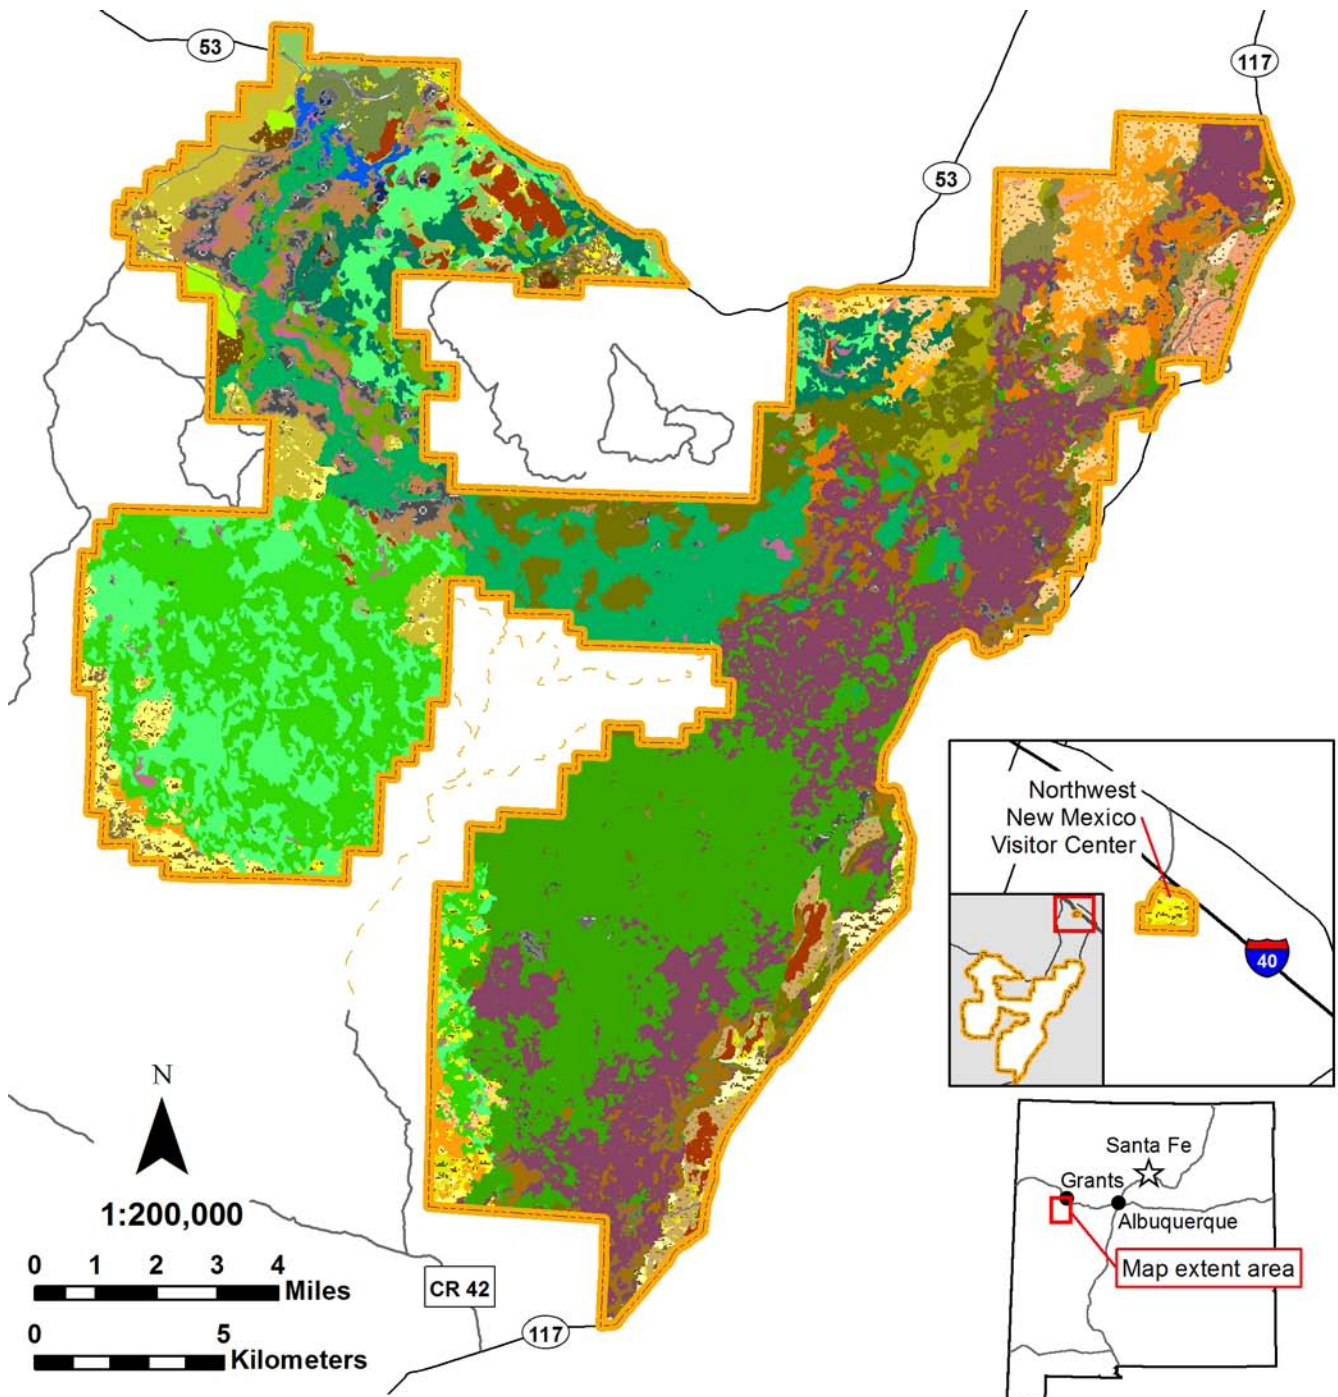 53
117
53
Northwest
New Mexico
Visitor Center
40
N
1:200,000
0 1 2 3 4
Miles
0 5
Kilometers
CR 42
117
Santa Fe
Grants
Albuquerque
Map extent area